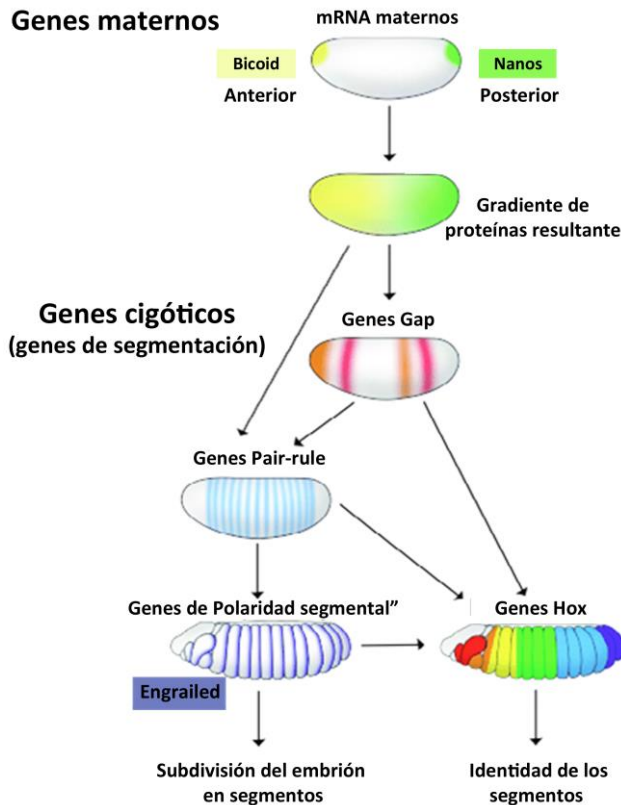 Genes maternos
mRNA maternos
Bicoid
Nanos
Anterior
Posterior
Gradiente de
proteínas resultante
Genes cigóticos
(genes de segmentación)
Genes Gap
Genes Pair-rule
Genes de Polaridad segmental”
Genes Hox
Engrailed
Subdivisión del embrión
en segmentos
Identidad de los
segmentos